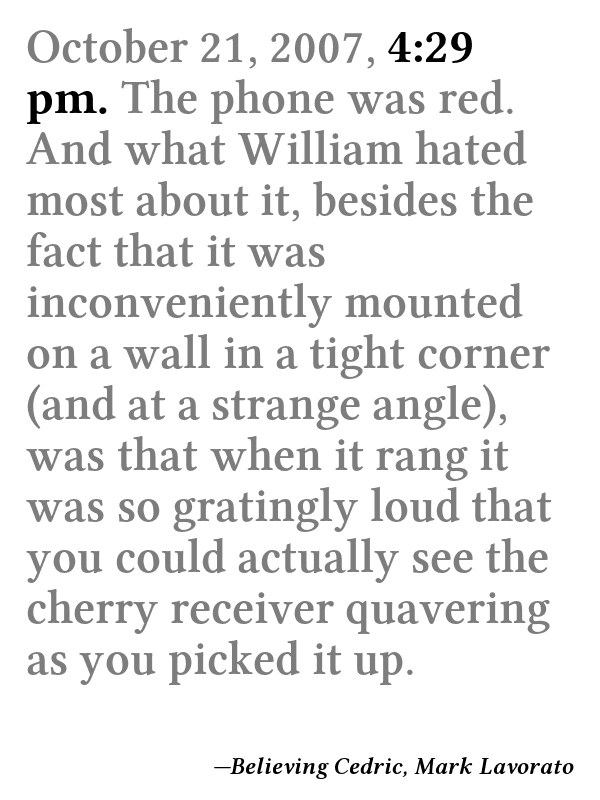 October 21, 2007, 4:29
pm. The phone was red.
And what William hated
most about it, besides the
fact that it was
inconveniently mounted
on a wall in a tight corner
(and at a strange angle),
was that when it rang it
was so gratingly loud that
you could actually see the
cherry receiver quavering
as you picked it up.
—Believing Cedric, Mark Lavorato